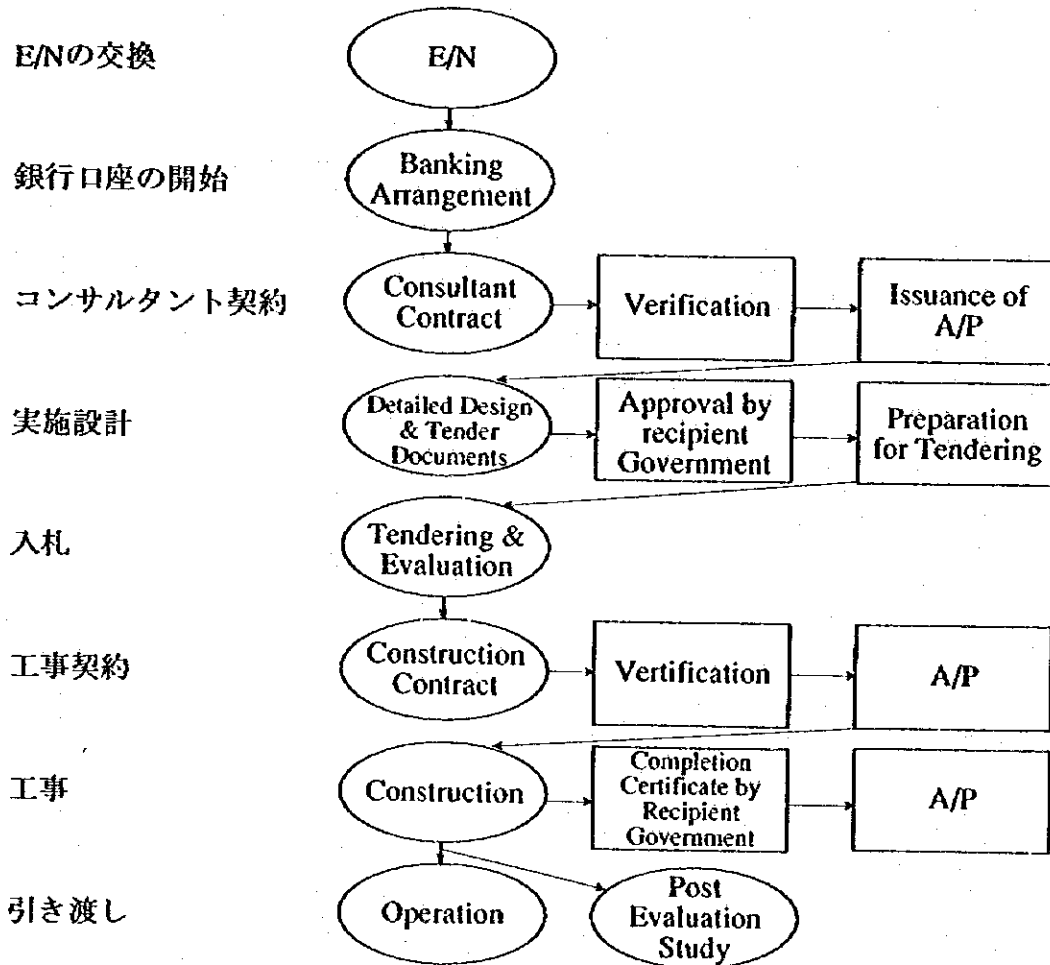 E/Nの交換
E/N
銀行口座の開始
Banking
Arrangement
コンサルタント契約
Consultant
Contract
Verification
Issuance of
A/P
実施設計
Detailed Design
& Tender
Documents
Approval by
recipient
Government
Preparation
for Tendering
入札
Tendering &
Evaluation
工事契約
Construction
Contract
Vertification
A/P
工事
Construction
Completion
Certificate by
Recipient
Government
A/P
引き渡し
Operation
Post
Evaluation
Study